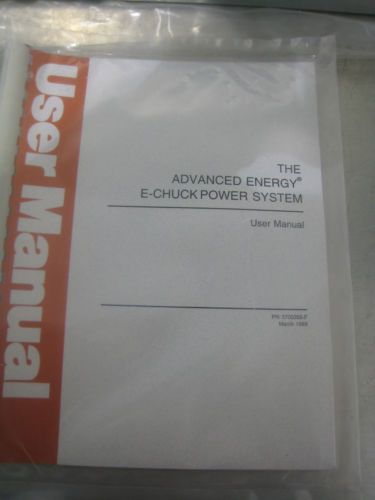 User Manual
THE
ADVANCED ENERGY®
E-CHUCK POWER SYSTEM
User Manual
March 1999